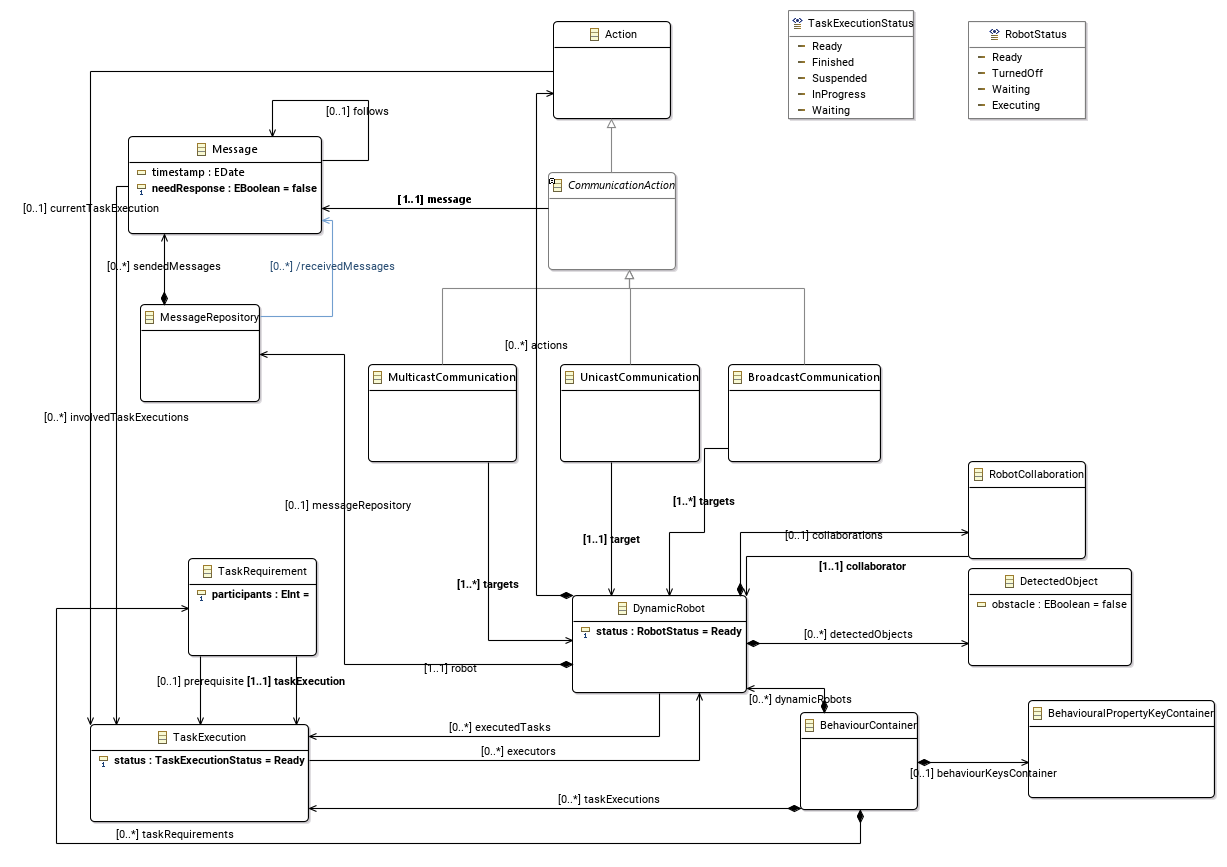 Action
TaskExecutionStatus
Ready
Finished
Suspended
InProgress
Waiting
RobotStatus
Ready
TurnedOff
Waiting
Executing
[0..1] follows
Message
timestamp : EDate
needResponse : EBoolean = false
CommunicationAction
[1..1] message
[0..1] currentTaskExecution
[0..*] sendedMessages
[0..*] /receivedMessages
MessageRepository
[0..*] actions
MulticastCommunication
UnicastCommunication
BroadcastCommunication
[0..*] involvedTaskExecutions
RobotCollaboration
[0..1] messageRepository
[1..*] targets
[1..1] target
[0..1] collaborations
[1..1] collaborator
TaskRequirement
participants : EInt =
[1..*] targets
DetectedObject
obstacle : EBoolean = false
DynamicRobot
status : RobotStatus = Ready
[0..*] detectedObjects
[1..1] robot
[0..1] prerequisite
[1..1] taskExecution
[0..*] dynamicRobots
BehaviourContainer
BehaviouralPropertyKeyContainer
[0..*] executedTasks
TaskExecution
status : TaskExecutionStatus = Ready
[0..*] executors
[0..1] behaviourKeysContainer
[0..*] taskExecutions
[0..*] taskRequirements